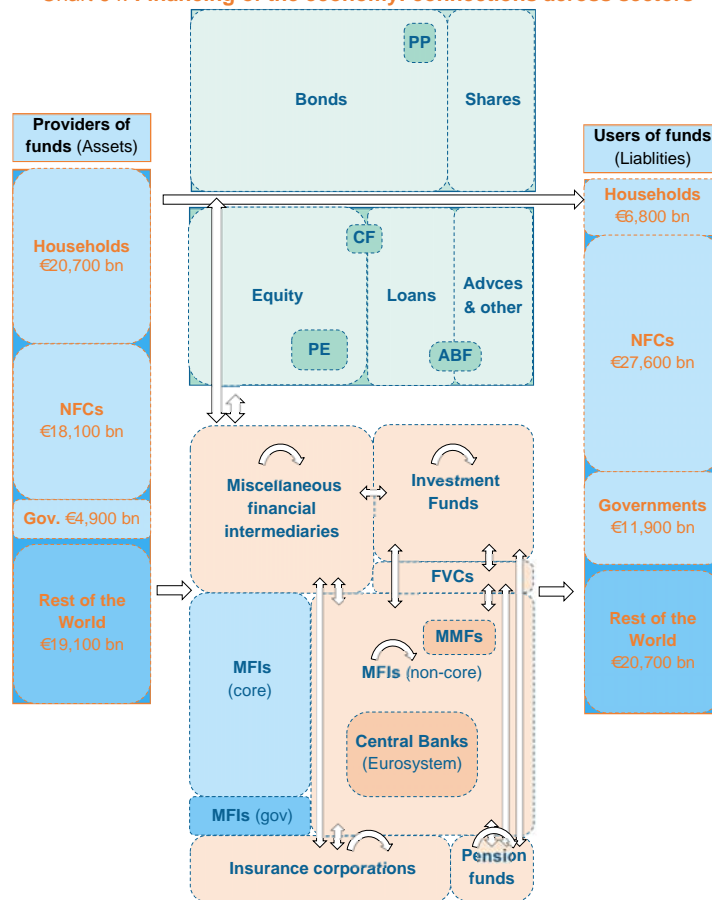 PP
Bonds
Shares
Providers of
funds (Assets)
Users of funds
(Liablities)
Households
€20,700 bn
Households
€6,800 bn
CF
Equity
Loans
Advces
& other
PE
ABF
NFCs
€27,600 bn
NFCs
€18,100 bn
Miscellaneous
financial
intermediaries
Investment
Funds
Gov. €4,900 bn
Governments
€11,900 bn
FVCs
Rest of the
World
€19,100 bn
Rest of the
World
€20,700 bn
MMFs
MFIs
(core)
MFIs (non-core)
Central Banks
(Eurosystem)
MFIs (gov)
Insurance corporations
Pension
funds